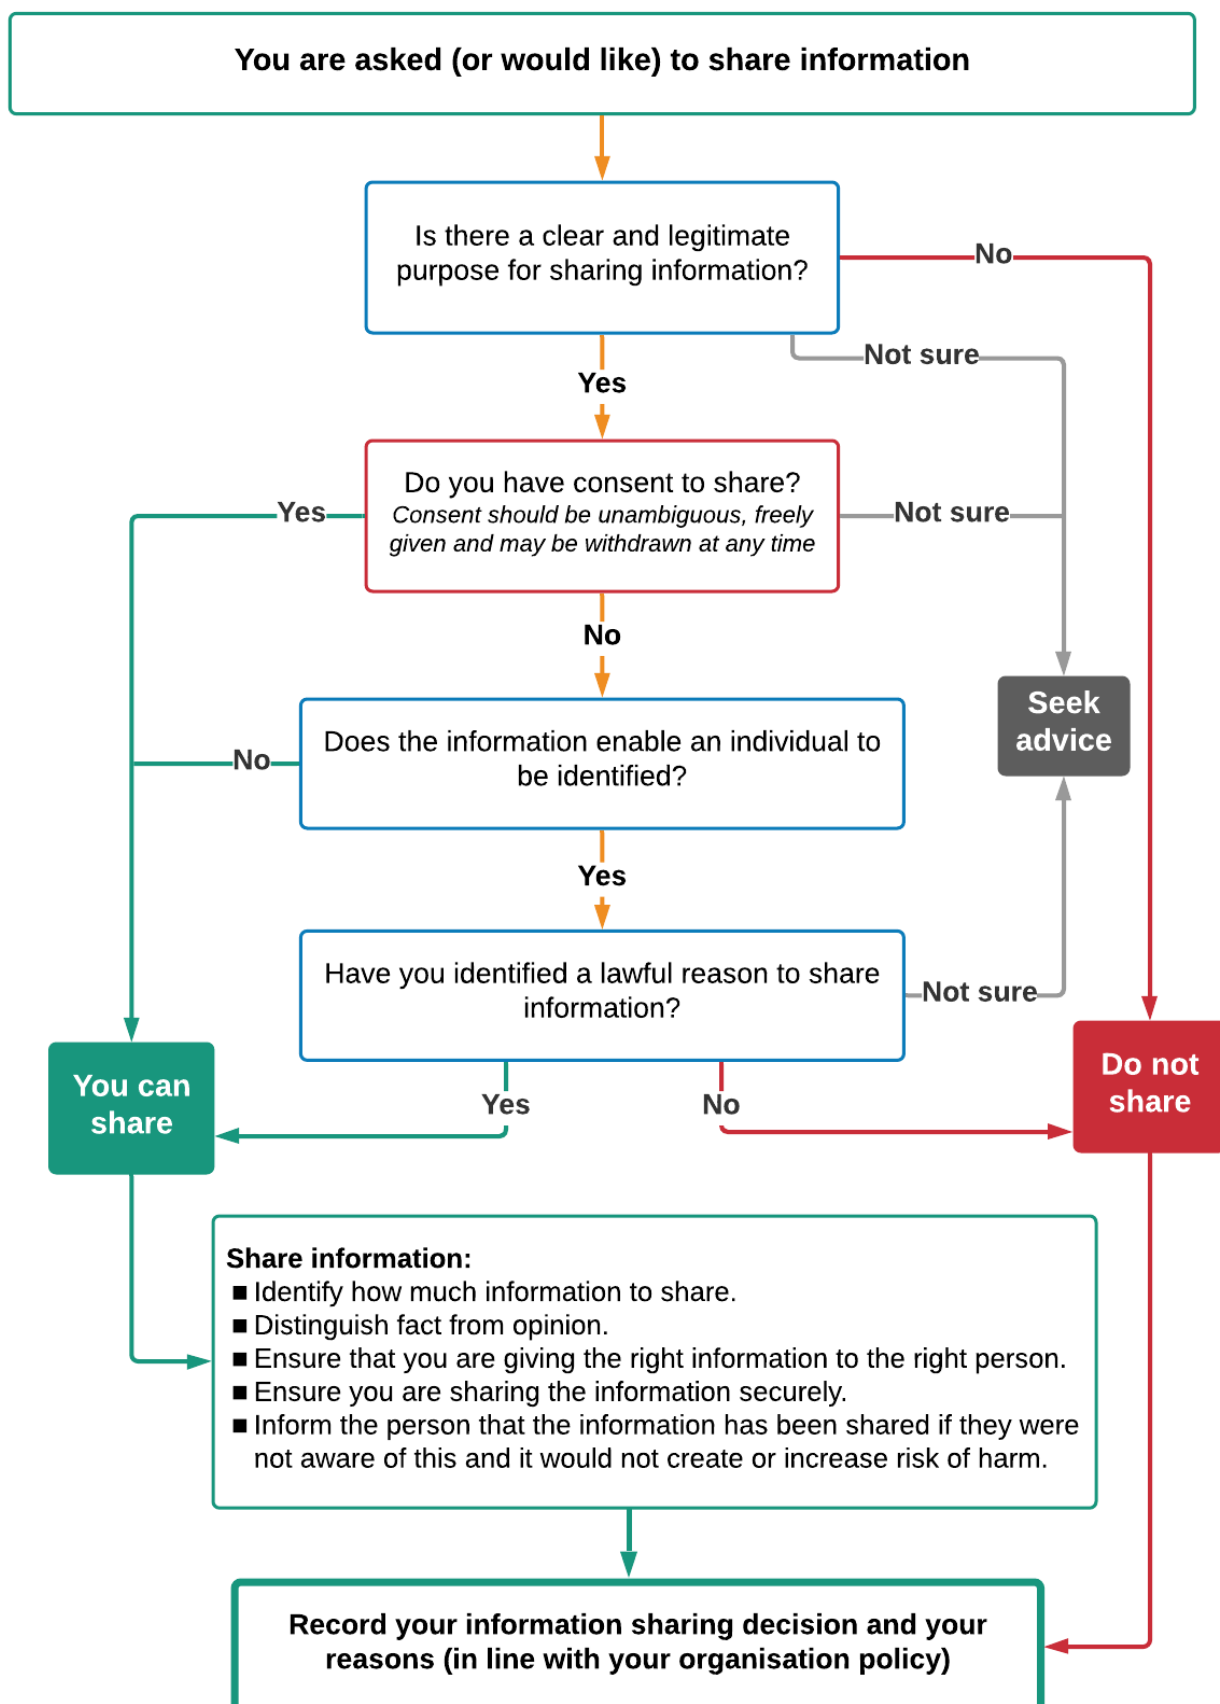 You are asked (or would like) to share information
Is there a clear and legitimate
purpose for sharing information?
No
Not sure
Yes
Do you have consent to share?
Consent should be unambiguous, freely
given and may be withdrawn at any time
Yes
Not sure
No
Seek
advice
Does the information enable an individual to
be identified?
No
Yes
Have you identified a lawful reason to share
information?
Not sure
You can
share
Yes
No
Do not
share
Share information:
■ Identify how much information to share.
■ Distinguish fact from opinion.
■ Ensure that you are giving the right information to the right person.
■ Ensure you are sharing the information securely.
■ Inform the person that the information has been shared if they were
not aware of this and it would not create or increase risk of harm.
Record your information sharing decision and your
reasons (in line with your organisation policy)